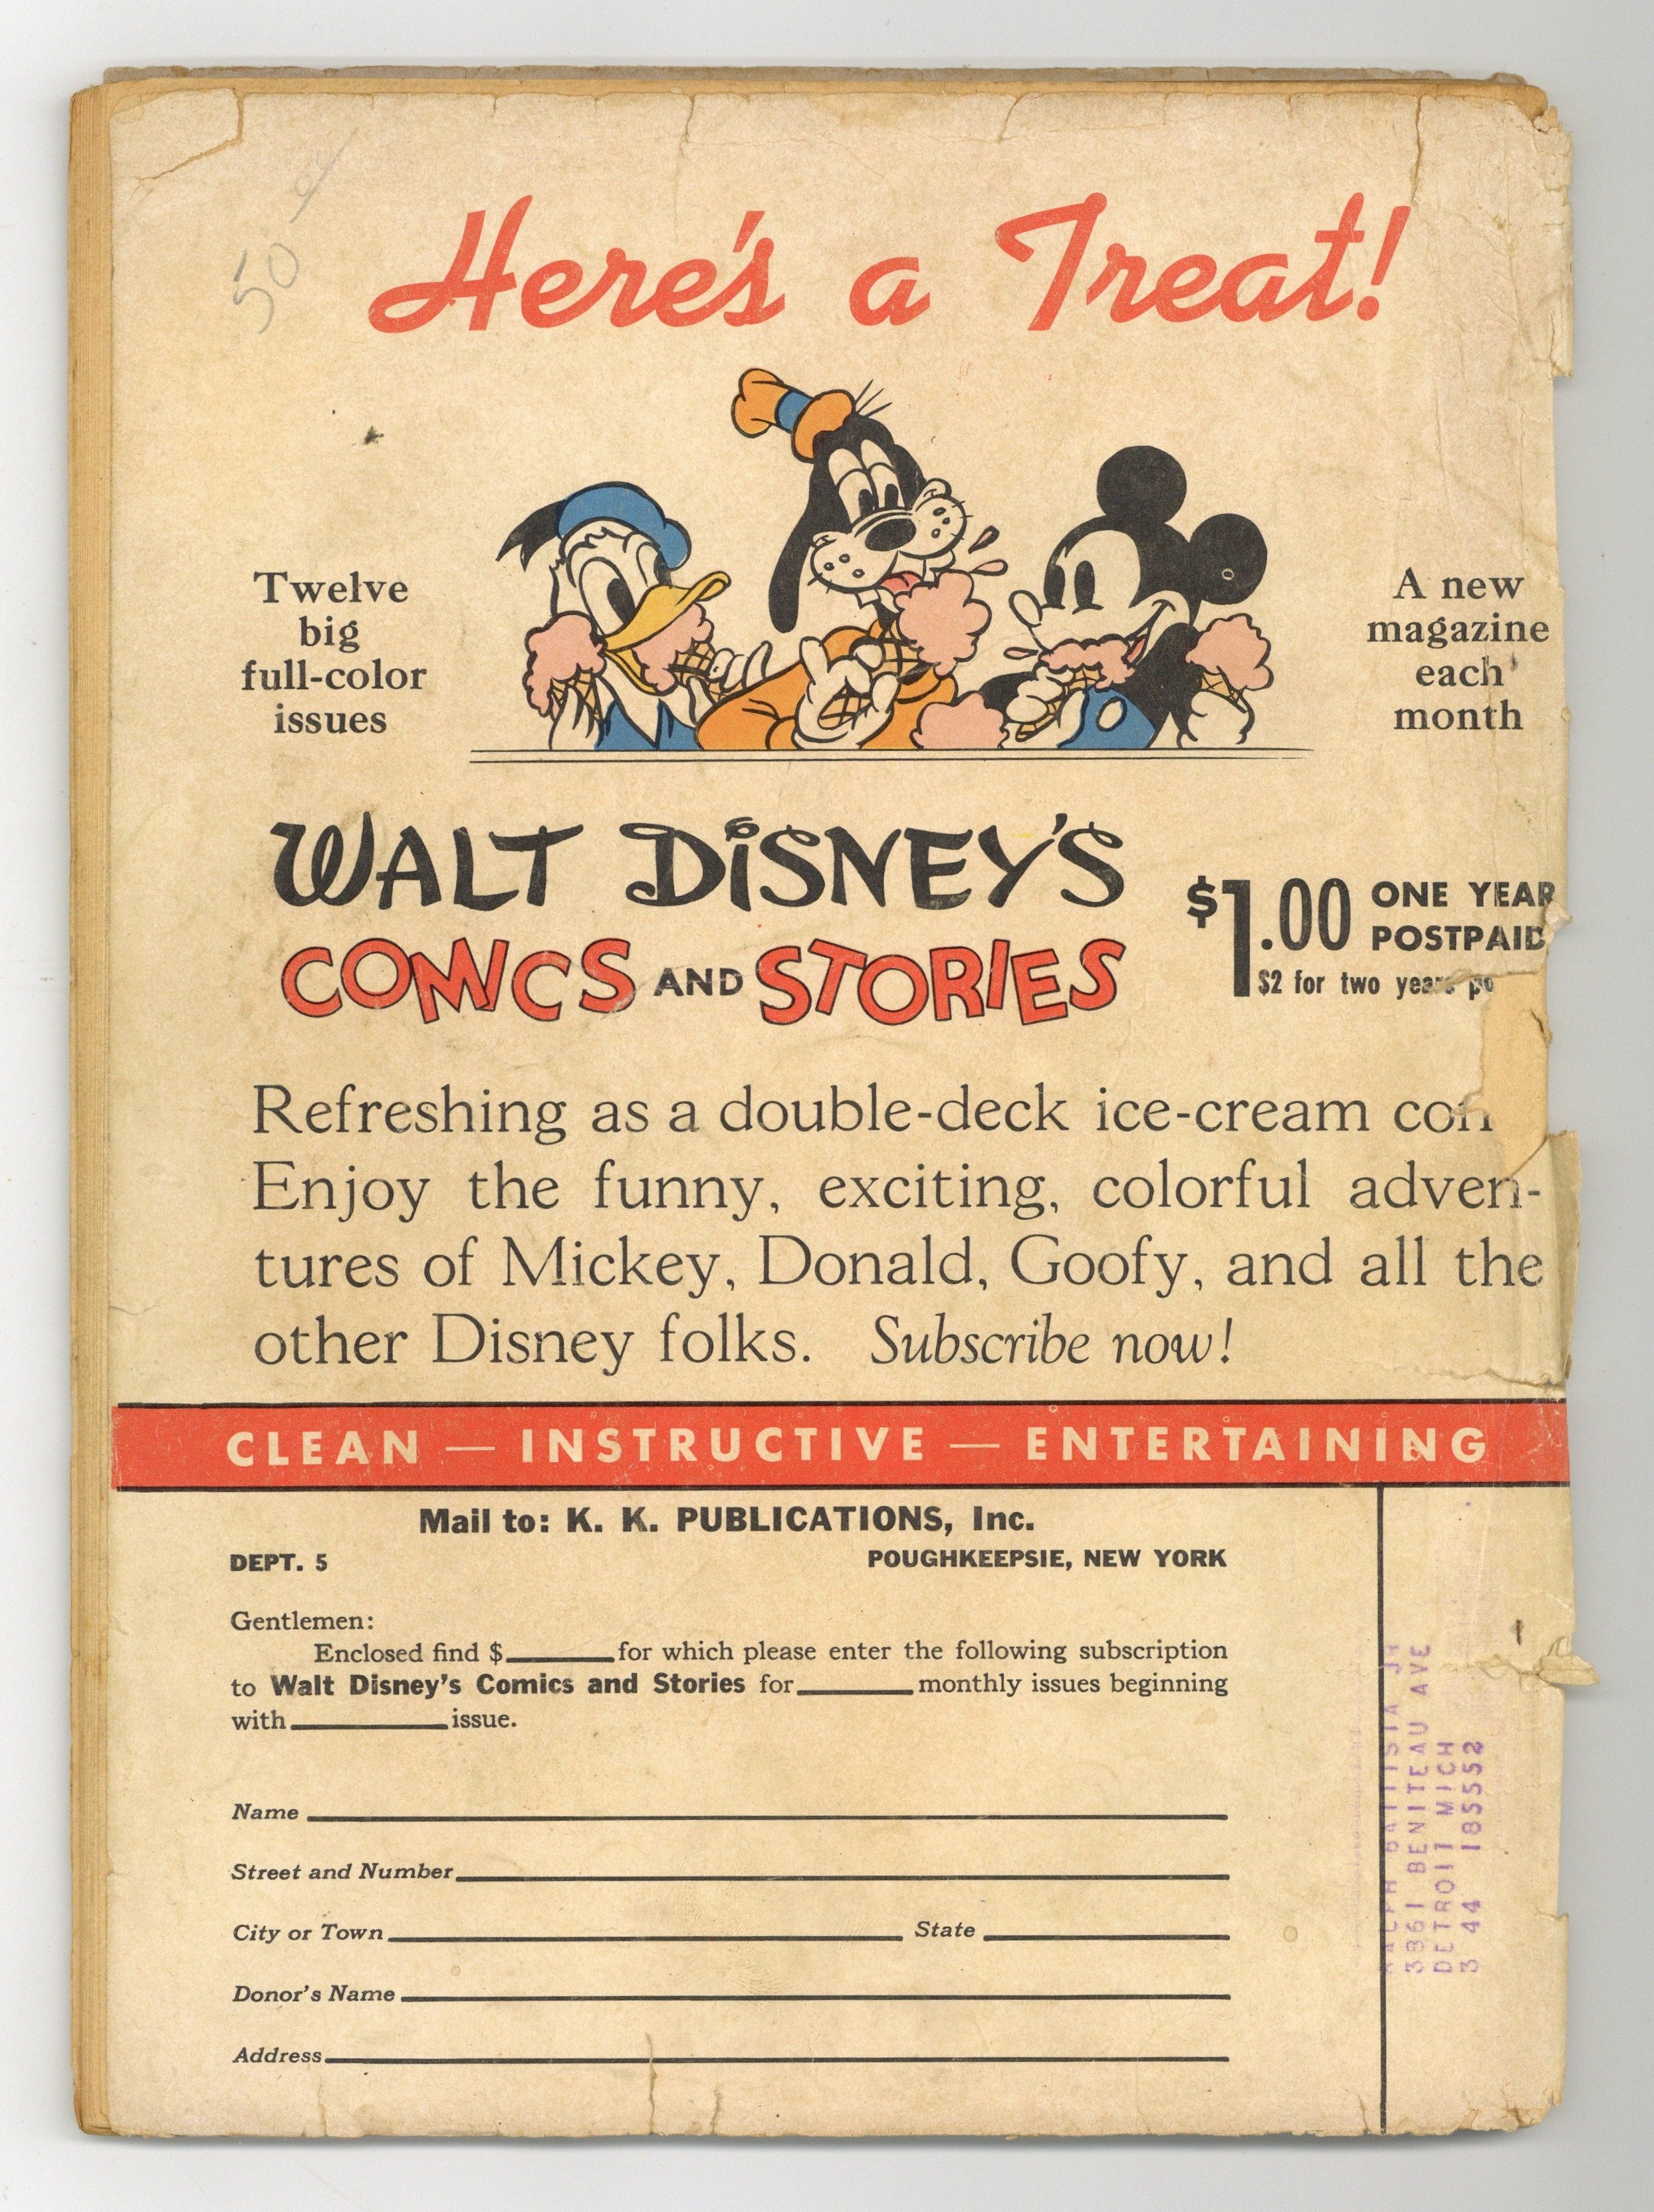 50 ¢
Here's a Treat!
Twelve
big
full-color
issues
A new
magazine
each
month
WALT DISNEY'S
COMICS AND STORIES
$1.00 ONE YEAR
POSTPAID
$2 for two years po
Refreshing as a double-deck ice-cream con
Enjoy the funny, exciting, colorful adven-
tures of Mickey, Donald, Goofy, and all the
other Disney folks. Subscribe now!
CLEAN — INSTRUCTIVE — ENTERTAINING
Mail to: K. K. PUBLICATIONS, Inc.
DEPT. 5 POUGHKEEPSIE, NEW YORK
Gentlemen:
Enclosed find $ for which please enter the following subscription
to Walt Disney's Comics and Stories for monthly issues beginning
with issue.
Name
Street and Number
City or Town State
Donor's Name
Address
RALPH BATTISTA JR
3861 BENITEAU AVE
DETROIT MICH
3 44 185552